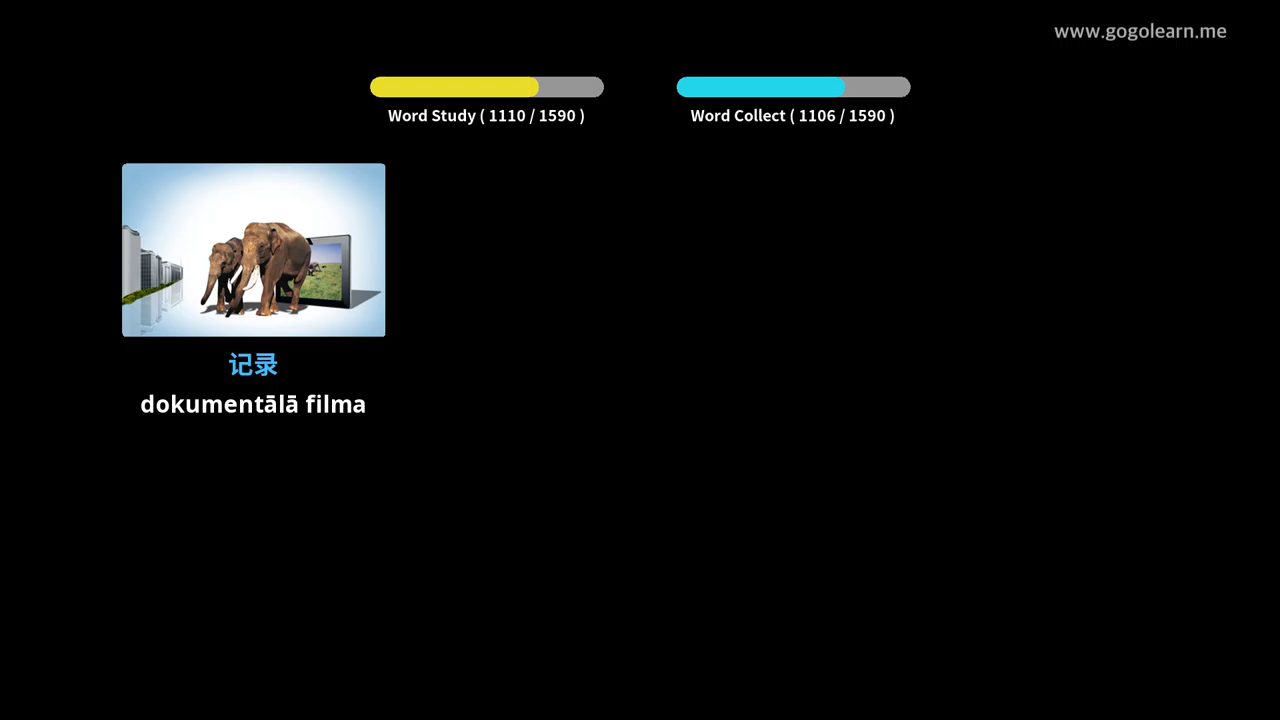 www.gogolearn.me
Word Study ( 1110 / 1590 )
Word Collect ( 1106 / 1590 )
记录
dokumentālā filma